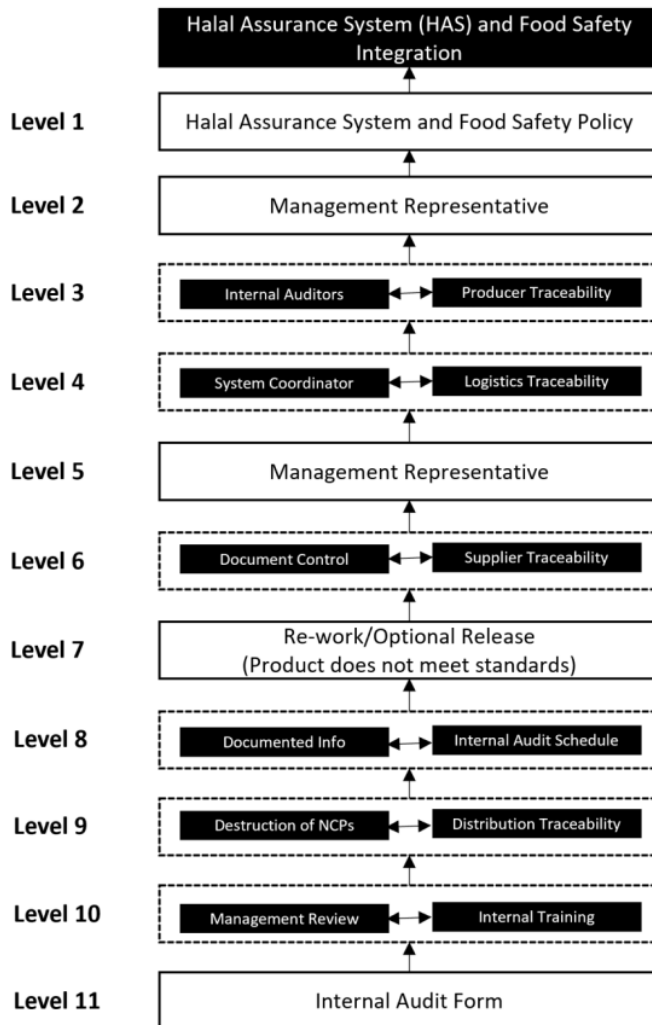 Halal Assurance System (HAS) and Food Safety
Integration
Level 1
Halal Assurance System and Food Safety Policy
Level 2
Management Representative
Level 3
Internal Auditors
Producer Traceability
Level 4
System Coordinator
Logistics Traceability
Level 5
Management Representative
Level 6
Document Control
Supplier Traceability
Level 7
Re-work/Optional Release
(Product does not meet standards)
Level 8
Documented Info
Internal Audit Schedule
Level 9
Destruction of NCPs
Distribution Traceability
Level 10
Management Review
Internal Training
Level 11
Internal Audit Form